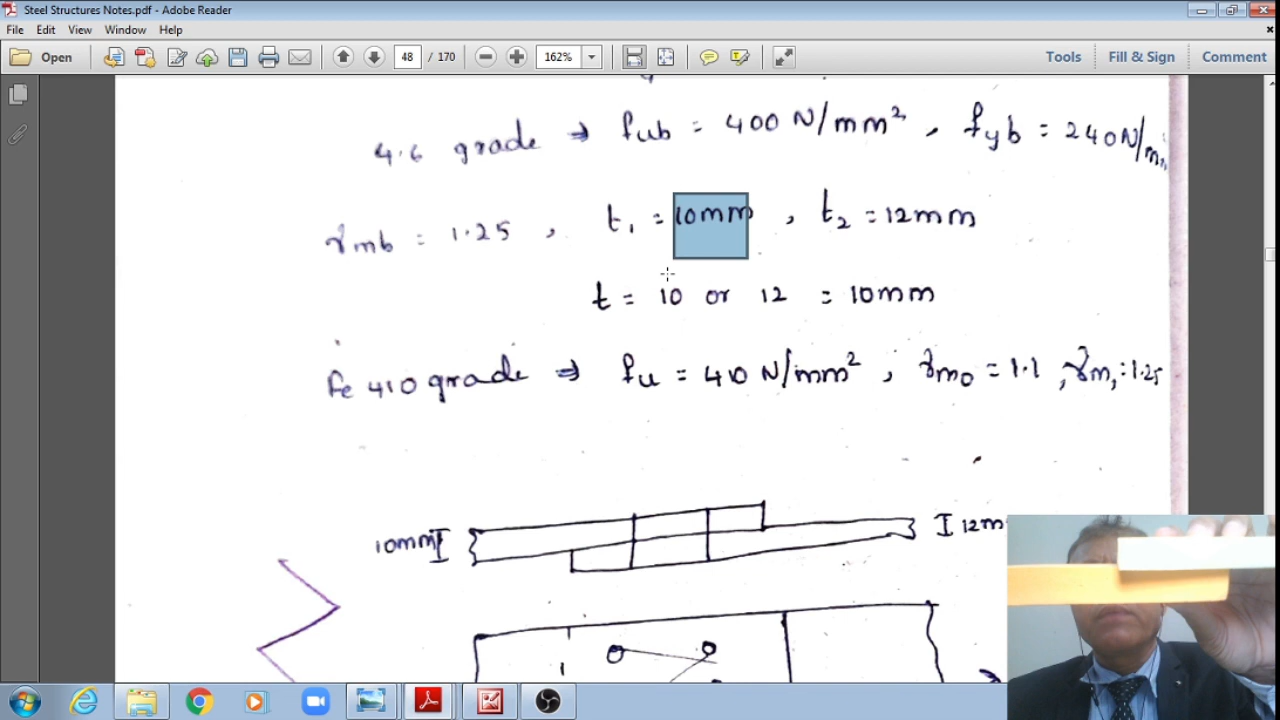 Steel Structures Notes.pdf - Adobe Reader
File Edit View Window Help
Open 48 / 170 162% Tools Fill & Sign Comment
4.6 grade ⇒ fub = 400 N/mm² , fyb = 240 N/m
γmb = 1.25 , t₁ = 10mm , t₂ = 12mm
t = 10 or 12 = 10mm
fe 410 grade ⇒ fu = 410 N/mm² , γm0 = 1.1 , γm1 = 1.25
10mm I I 12m